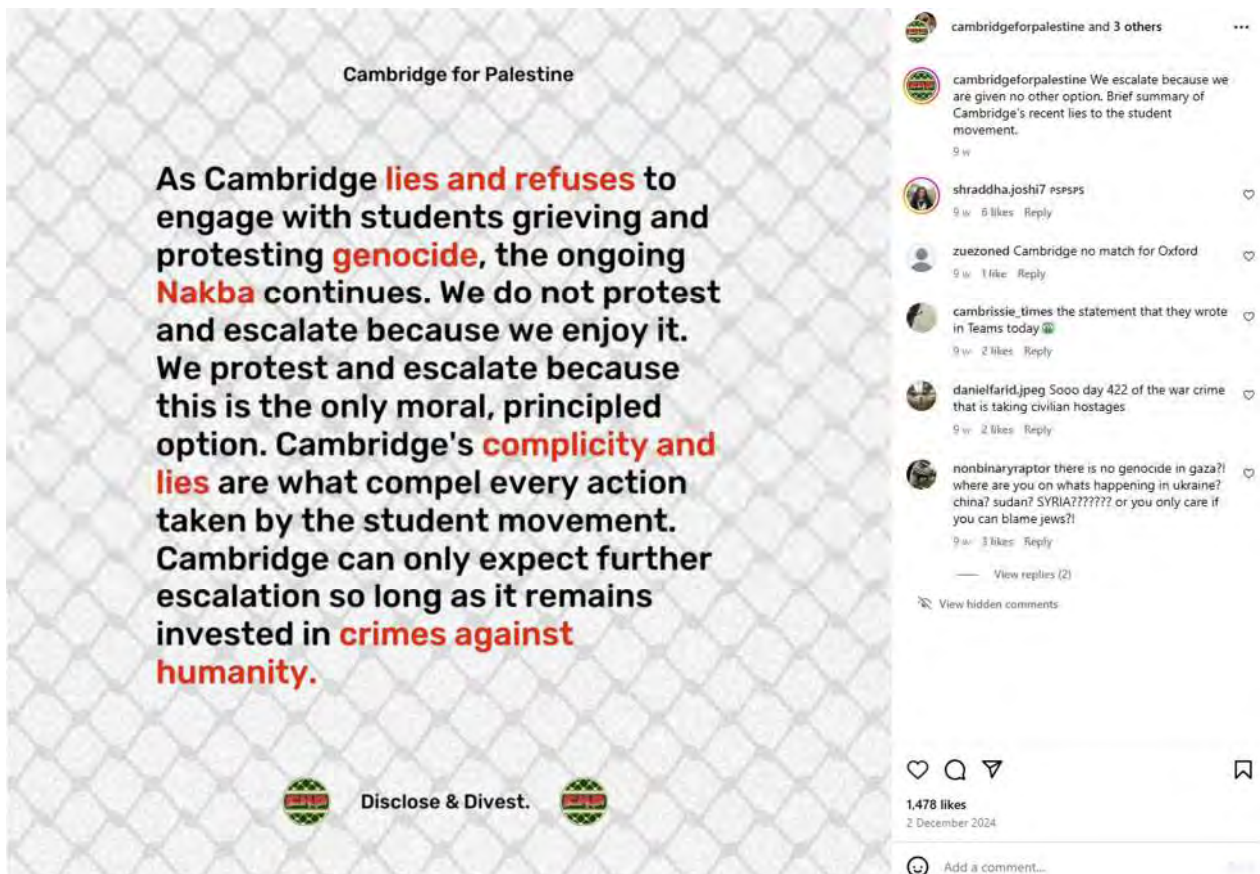 Cambridge for Palestine
As Cambridge lies and refuses to
engage with students grieving and
protesting genocide, the ongoing
Nakba continues. We do not protest
and escalate because we enjoy it.
We protest and escalate because
this is the only moral, principled
option. Cambridge's complicity and
lies are what compel every action
taken by the student movement.
Cambridge can only expect further
escalation so long as it remains
invested in crimes against
humanity.
Disclose & Divest.
cambridgeforpalestine and 3 others
cambridgeforpalestine We escalate because we
are given no other option. Brief summary of
Cambridge's recent lies to the student
movement.
9 w
shraddha.joshi7 PSPSPS
9 w 6 likes Reply
zuezoned Cambridge no match for Oxford
9 w 1 like Reply
cambrissie_times the statement that they wrote
in Teams today
9 w 2 likes Reply
danielfarid.jpeg Sooo day 422 of the war crime
that is taking civilian hostages
9 w 2 likes Reply
nonbinaryraptor there is no genocide in gaza?!
where are you on whats happening in ukraine?
china? sudan? SYRIA??????? or you only care if
you can blame jews?!
9 w 3 likes Reply
View replies (2)
View hidden comments
1,478 likes
2 December 2024
Add a comment...